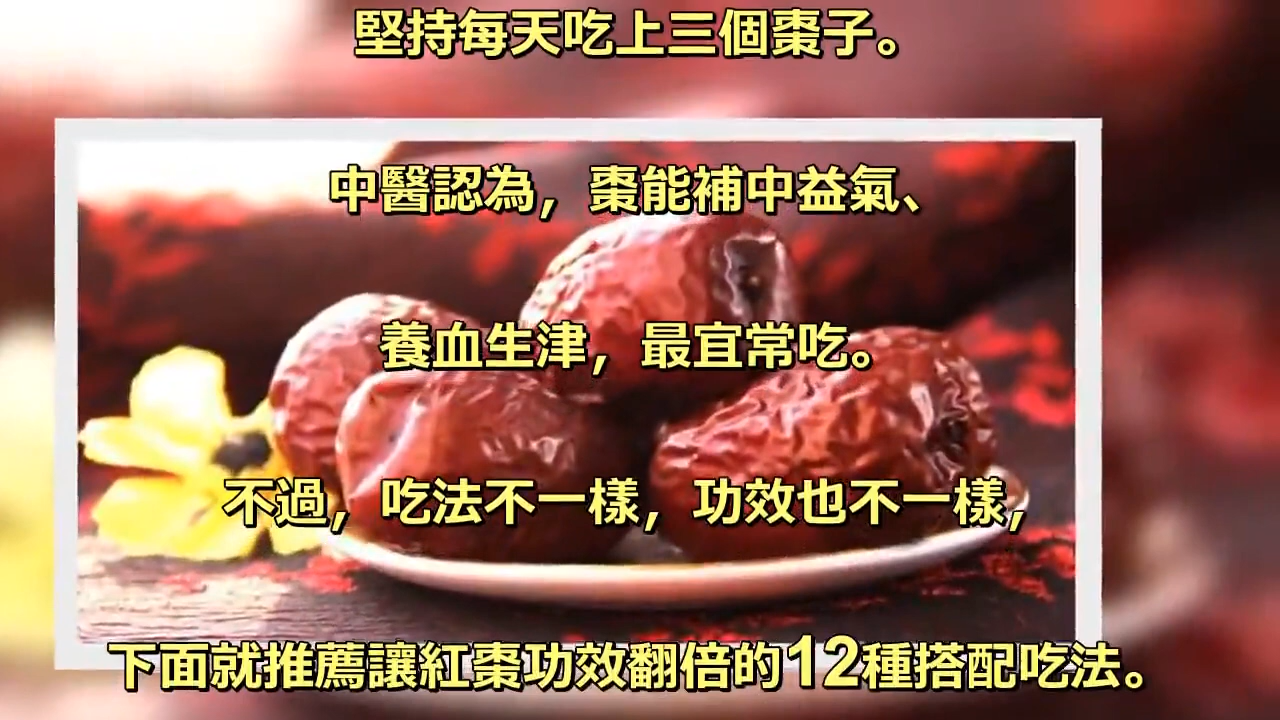 堅持每天吃上三個棗子。
中醫認為，棗能補中益氣、
養血生津，最宜常吃。
不過，吃法不一樣，功效也不一樣，
下面就推薦讓紅棗功效翻倍的12種搭配吃法。